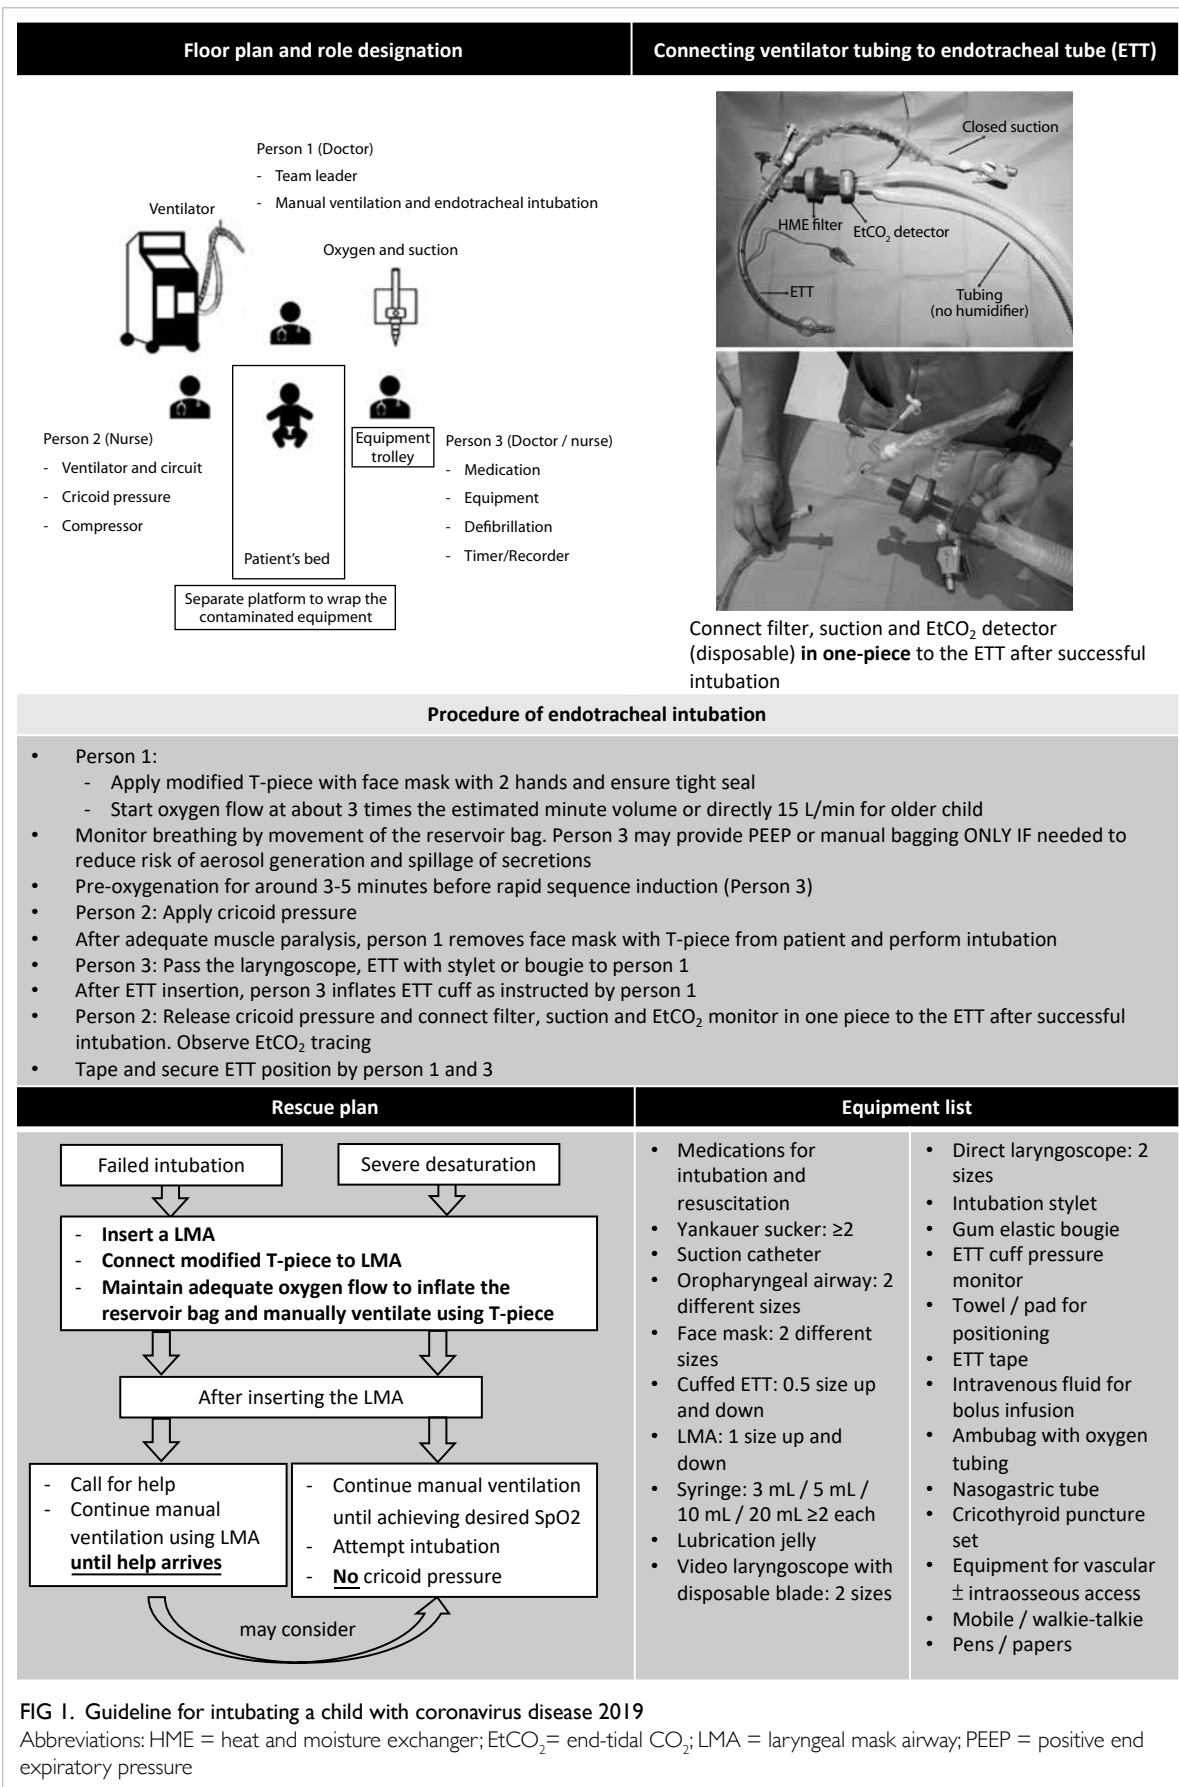 Floor plan and role designation
Connecting ventilator tubing to endotracheal tube (ETT)
Person 1 (Doctor)
- Team leader
- Manual ventilation and endotracheal intubation
Ventilator
Oxygen and suction
Person 2 (Nurse)
- Ventilator and circuit
- Cricoid pressure
- Compressor
Equipment
trolley
Person 3 (Doctor / nurse)
- Medication
- Equipment
- Defibrillation
- Timer/Recorder
Patient's bed
Separate platform to wrap the
contaminated equipment
Closed suction
HME filter
EtCO₂ detector
ETT
Tubing
(no humidifier)
Connect filter, suction and EtCO₂ detector
(disposable) in one-piece to the ETT after successful
intubation
Procedure of endotracheal intubation
• Person 1:
- Apply modified T-piece with face mask with 2 hands and ensure tight seal
- Start oxygen flow at about 3 times the estimated minute volume or directly 15 L/min for older child
• Monitor breathing by movement of the reservoir bag. Person 3 may provide PEEP or manual bagging ONLY IF needed to
reduce risk of aerosol generation and spillage of secretions
• Pre-oxygenation for around 3-5 minutes before rapid sequence induction (Person 3)
• Person 2: Apply cricoid pressure
• After adequate muscle paralysis, person 1 removes face mask with T-piece from patient and perform intubation
• Person 3: Pass the laryngoscope, ETT with stylet or bougie to person 1
• After ETT insertion, person 3 inflates ETT cuff as instructed by person 1
• Person 2: Release cricoid pressure and connect filter, suction and EtCO₂ monitor in one piece to the ETT after successful
intubation. Observe EtCO₂ tracing
• Tape and secure ETT position by person 1 and 3
Rescue plan
Failed intubation
Severe desaturation
- Insert a LMA
- Connect modified T-piece to LMA
- Maintain adequate oxygen flow to inflate the
reservoir bag and manually ventilate using T-piece
After inserting the LMA
- Call for help
- Continue manual
ventilation using LMA
until help arrives
- Continue manual ventilation
until achieving desired SpO2
- Attempt intubation
- No cricoid pressure
may consider
Equipment list
• Medications for
intubation and
resuscitation
• Yankauer sucker: ≥2
• Suction catheter
• Oropharyngeal airway: 2
different sizes
• Face mask: 2 different
sizes
• Cuffed ETT: 0.5 size up
and down
• LMA: 1 size up and
down
• Syringe: 3 mL / 5 mL /
10 mL / 20 mL ≥2 each
• Lubrication jelly
• Video laryngoscope with
disposable blade: 2 sizes
• Direct laryngoscope: 2
sizes
• Intubation stylet
• Gum elastic bougie
• ETT cuff pressure
monitor
• Towel / pad for
positioning
• ETT tape
• Intravenous fluid for
bolus infusion
• Ambubag with oxygen
tubing
• Nasogastric tube
• Cricothyroid puncture
set
• Equipment for vascular
± intraosseous access
• Mobile / walkie-talkie
• Pens / papers
FIG 1. Guideline for intubating a child with coronavirus disease 2019
Abbreviations: HME = heat and moisture exchanger; EtCO₂= end-tidal CO₂; LMA = laryngeal mask airway; PEEP = positive end
expiratory pressure